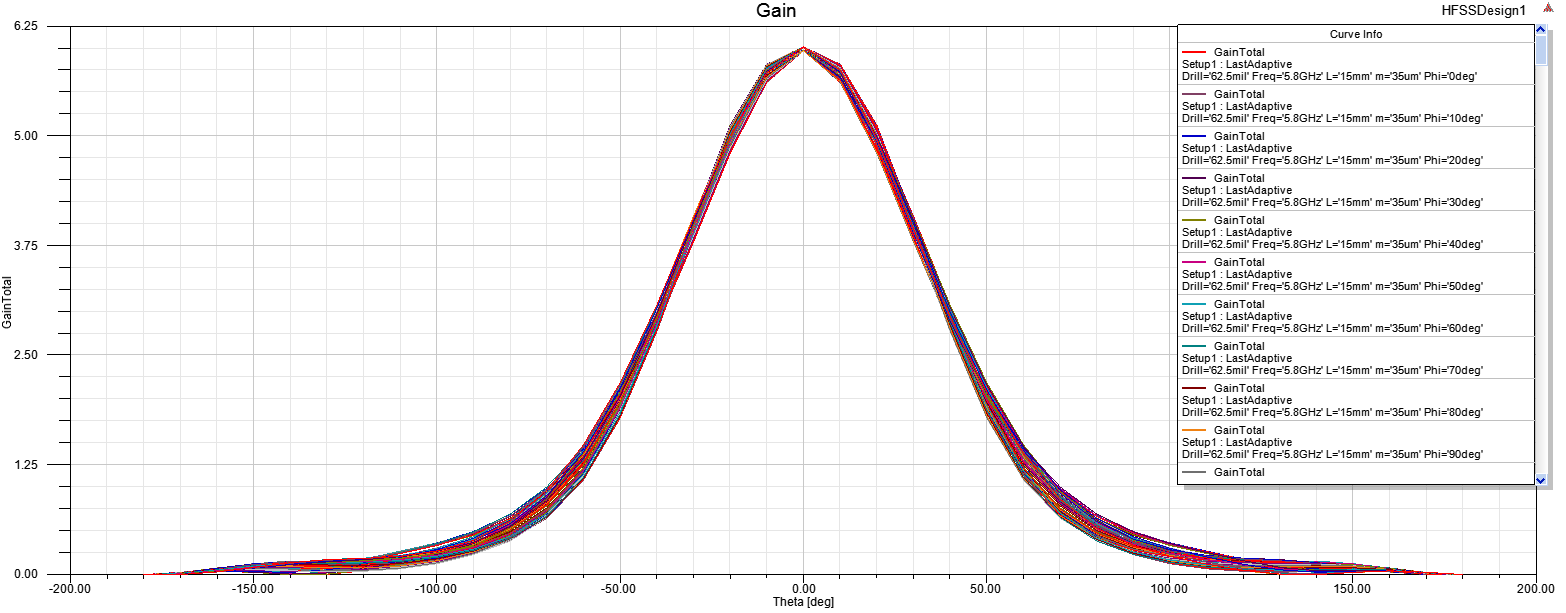 Gain
HFSSDesign1
6.25
5.00
3.75
2.50
1.25
0.00
GainTotal
-200.00 -150.00 -100.00 -50.00 0.00 50.00 100.00 150.00 200.00
Theta [deg]
Curve Info
GainTotal
Setup1 : LastAdaptive
Drill='62.5mil' Freq='5.8GHz' L='15mm' m='35um' Phi='0deg'
GainTotal
Setup1 : LastAdaptive
Drill='62.5mil' Freq='5.8GHz' L='15mm' m='35um' Phi='10deg'
GainTotal
Setup1 : LastAdaptive
Drill='62.5mil' Freq='5.8GHz' L='15mm' m='35um' Phi='20deg'
GainTotal
Setup1 : LastAdaptive
Drill='62.5mil' Freq='5.8GHz' L='15mm' m='35um' Phi='30deg'
GainTotal
Setup1 : LastAdaptive
Drill='62.5mil' Freq='5.8GHz' L='15mm' m='35um' Phi='40deg'
GainTotal
Setup1 : LastAdaptive
Drill='62.5mil' Freq='5.8GHz' L='15mm' m='35um' Phi='50deg'
GainTotal
Setup1 : LastAdaptive
Drill='62.5mil' Freq='5.8GHz' L='15mm' m='35um' Phi='60deg'
GainTotal
Setup1 : LastAdaptive
Drill='62.5mil' Freq='5.8GHz' L='15mm' m='35um' Phi='70deg'
GainTotal
Setup1 : LastAdaptive
Drill='62.5mil' Freq='5.8GHz' L='15mm' m='35um' Phi='80deg'
GainTotal
Setup1 : LastAdaptive
Drill='62.5mil' Freq='5.8GHz' L='15mm' m='35um' Phi='90deg'
GainTotal